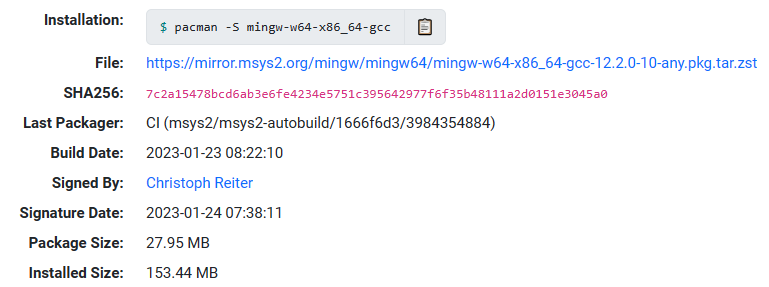 Installation: $ pacman -S mingw-w64-x86_64-gcc
File: https://mirror.msys2.org/mingw/mingw64/mingw-w64-x86_64-gcc-12.2.0-10-any.pkg.tar.zst
SHA256: 7c2a15478bcd6ab3e6fe4234e5751c395642977f6f35b48111a2d0151e3045a0
Last Packager: CI (msys2/msys2-autobuild/1666f6d3/3984354884)
Build Date: 2023-01-23 08:22:10
Signed By: Christoph Reiter
Signature Date: 2023-01-24 07:38:11
Package Size: 27.95 MB
Installed Size: 153.44 MB